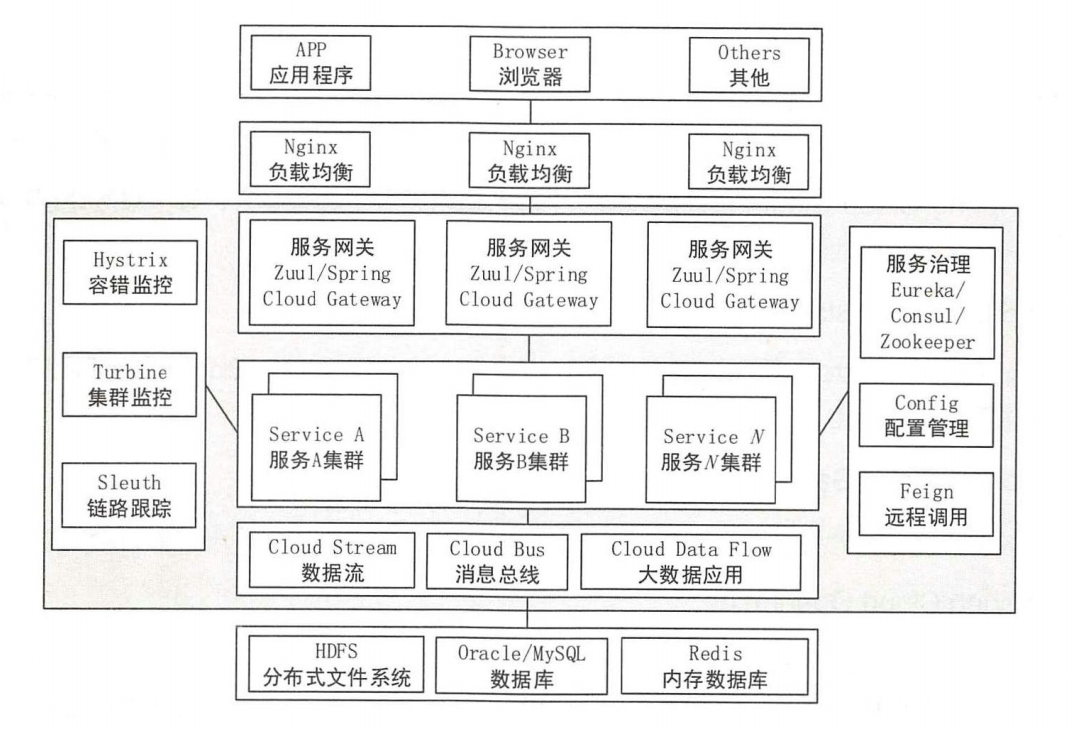 APP
应用程序
Browser
浏览器
Others
其他
Nginx
负载均衡
Nginx
负载均衡
Nginx
负载均衡
Hystrix
容错监控
Turbine
集群监控
Sleuth
链路跟踪
服务网关
Zuul/Spring
Cloud Gateway
服务网关
Zuul/Spring
Cloud Gateway
服务网关
Zuul/Spring
Cloud Gateway
Service A
服务A集群
Service B
服务B集群
Service N
服务N集群
服务治理
Eureka/
Consul/
Zookeeper
Config
配置管理
Feign
远程调用
Cloud Stream
数据流
Cloud Bus
消息总线
Cloud Data Flow
大数据应用
HDFS
分布式文件系统
Oracle/MySQL
数据库
Redis
内存数据库